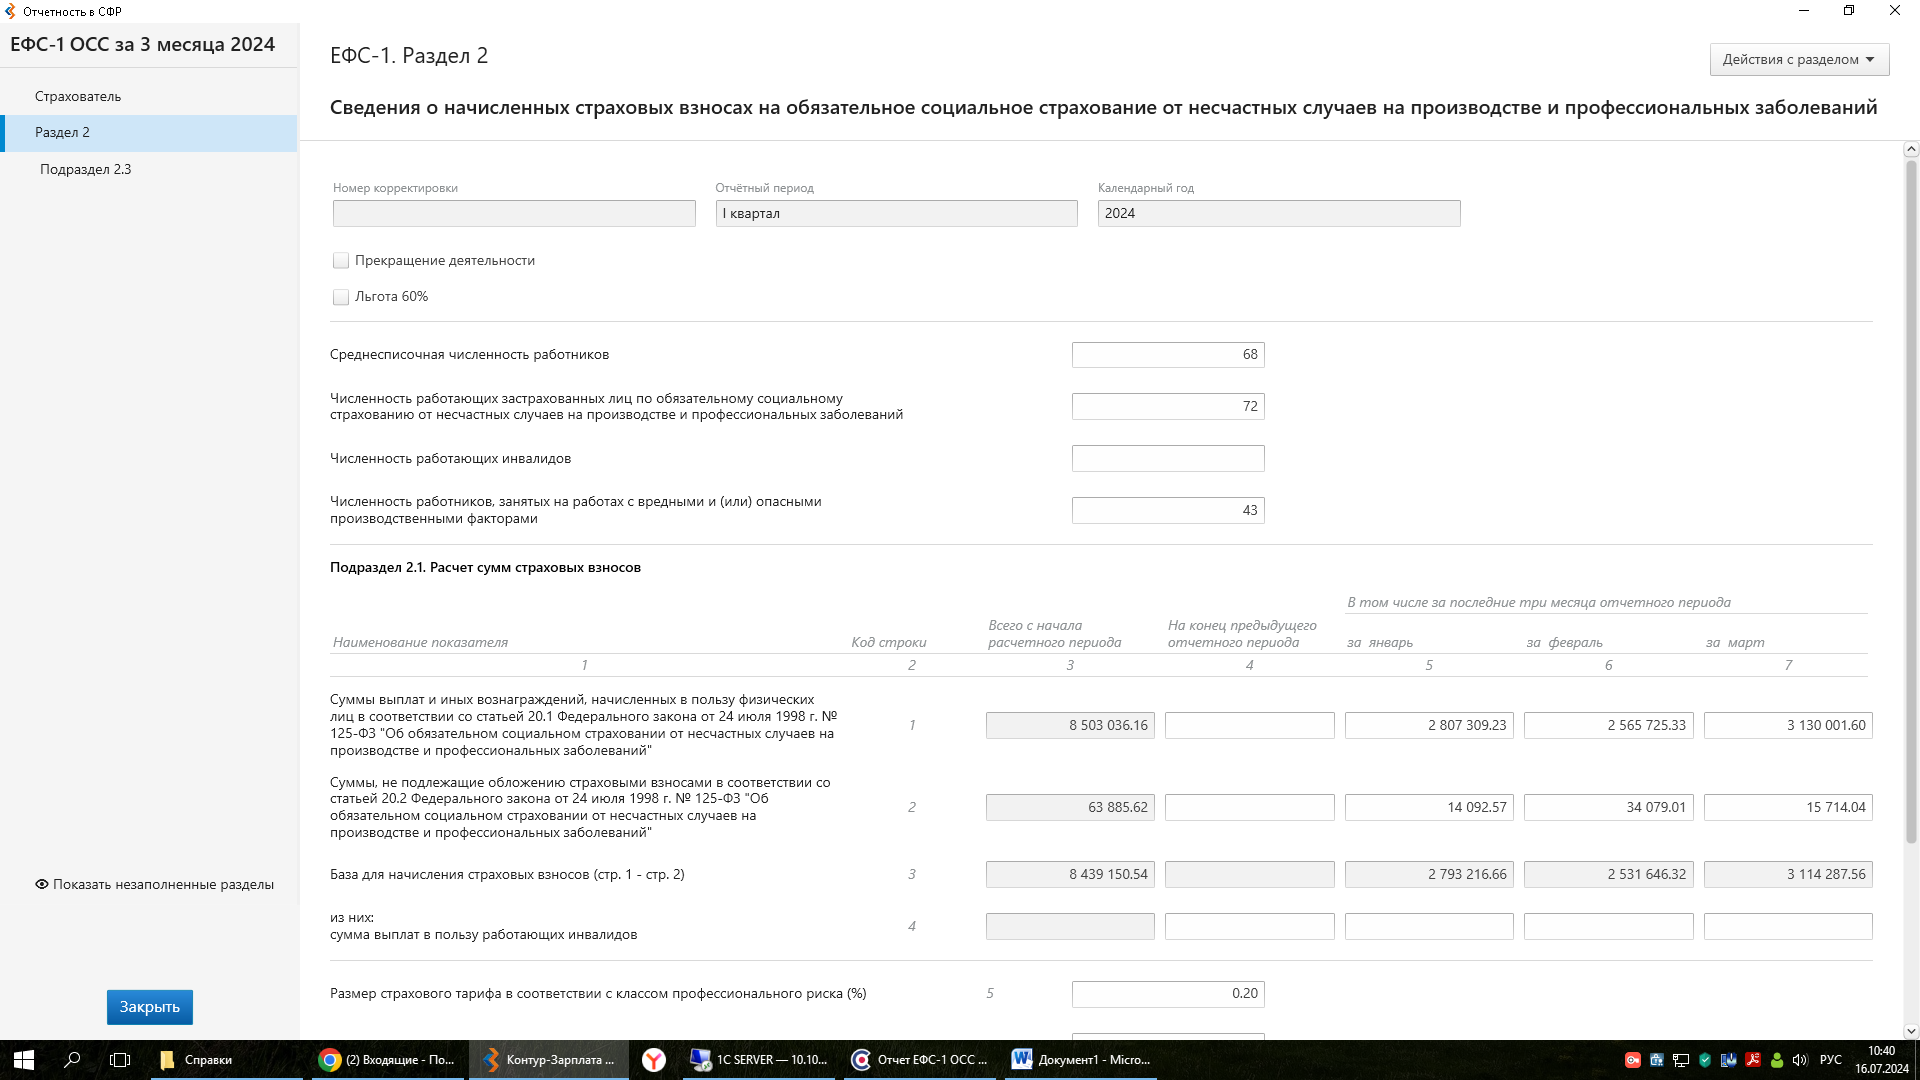 Отчетность в СФР
ЕФС-1 ОСС за 3 месяца 2024
Страхователь
Раздел 2
Подраздел 2.3
Показать незаполненные разделы
Закрыть
ЕФС-1. Раздел 2
Действия с разделом
Сведения о начисленных страховых взносах на обязательное социальное страхование от несчастных случаев на производстве и профессиональных заболеваний
Номер корректировки
Отчётный период
Календарный год
I квартал
2024
Прекращение деятельности
Льгота 60%
Среднесписочная численность работников
68
Численность работающих застрахованных лиц по обязательному социальному
страхованию от несчастных случаев на производстве и профессиональных заболеваний
72
Численность работающих инвалидов
Численность работников, занятых на работах с вредными и (или) опасными
производственными факторами
43
Подраздел 2.1. Расчет сумм страховых взносов
В том числе за последние три месяца отчетного периода
Наименование показателя
Код строки
Всего с начала
расчетного периода
На конец предыдущего
отчетного периода
за январь
за февраль
за март
1 2 3 4 5 6 7
Суммы выплат и иных вознаграждений, начисленных в пользу физических
лиц в соответствии со статьей 20.1 Федерального закона от 24 июля 1998 г. №
125-ФЗ "Об обязательном социальном страховании от несчастных случаев на
производстве и профессиональных заболеваний"
1 8 503 036.16 2 807 309.23 2 565 725.33 3 130 001.60
Суммы, не подлежащие обложению страховыми взносами в соответствии со
статьей 20.2 Федерального закона от 24 июля 1998 г. № 125-ФЗ "Об
обязательном социальном страховании от несчастных случаев на
производстве и профессиональных заболеваний"
2 63 885.62 14 092.57 34 079.01 15 714.04
База для начисления страховых взносов (стр. 1 - стр. 2)
3 8 439 150.54 2 793 216.66 2 531 646.32 3 114 287.56
из них:
сумма выплат в пользу работающих инвалидов
4
Размер страхового тарифа в соответствии с классом профессионального риска (%)
5 0.20
Справки
(2) Входящие - По...
Контур-Зарплата ...
1C SERVER — 10.10...
Отчет ЕФС-1 ОСС ...
Документ1 - Micro...
РУС
10:40
16.07.2024